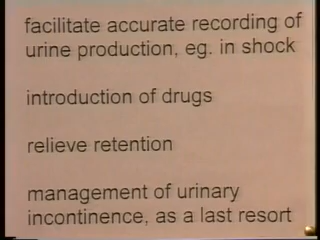 facilitate accurate recording of
urine production, eg. in shock
introduction of drugs
relieve retention
management of urinary
incontinence, as a last resort